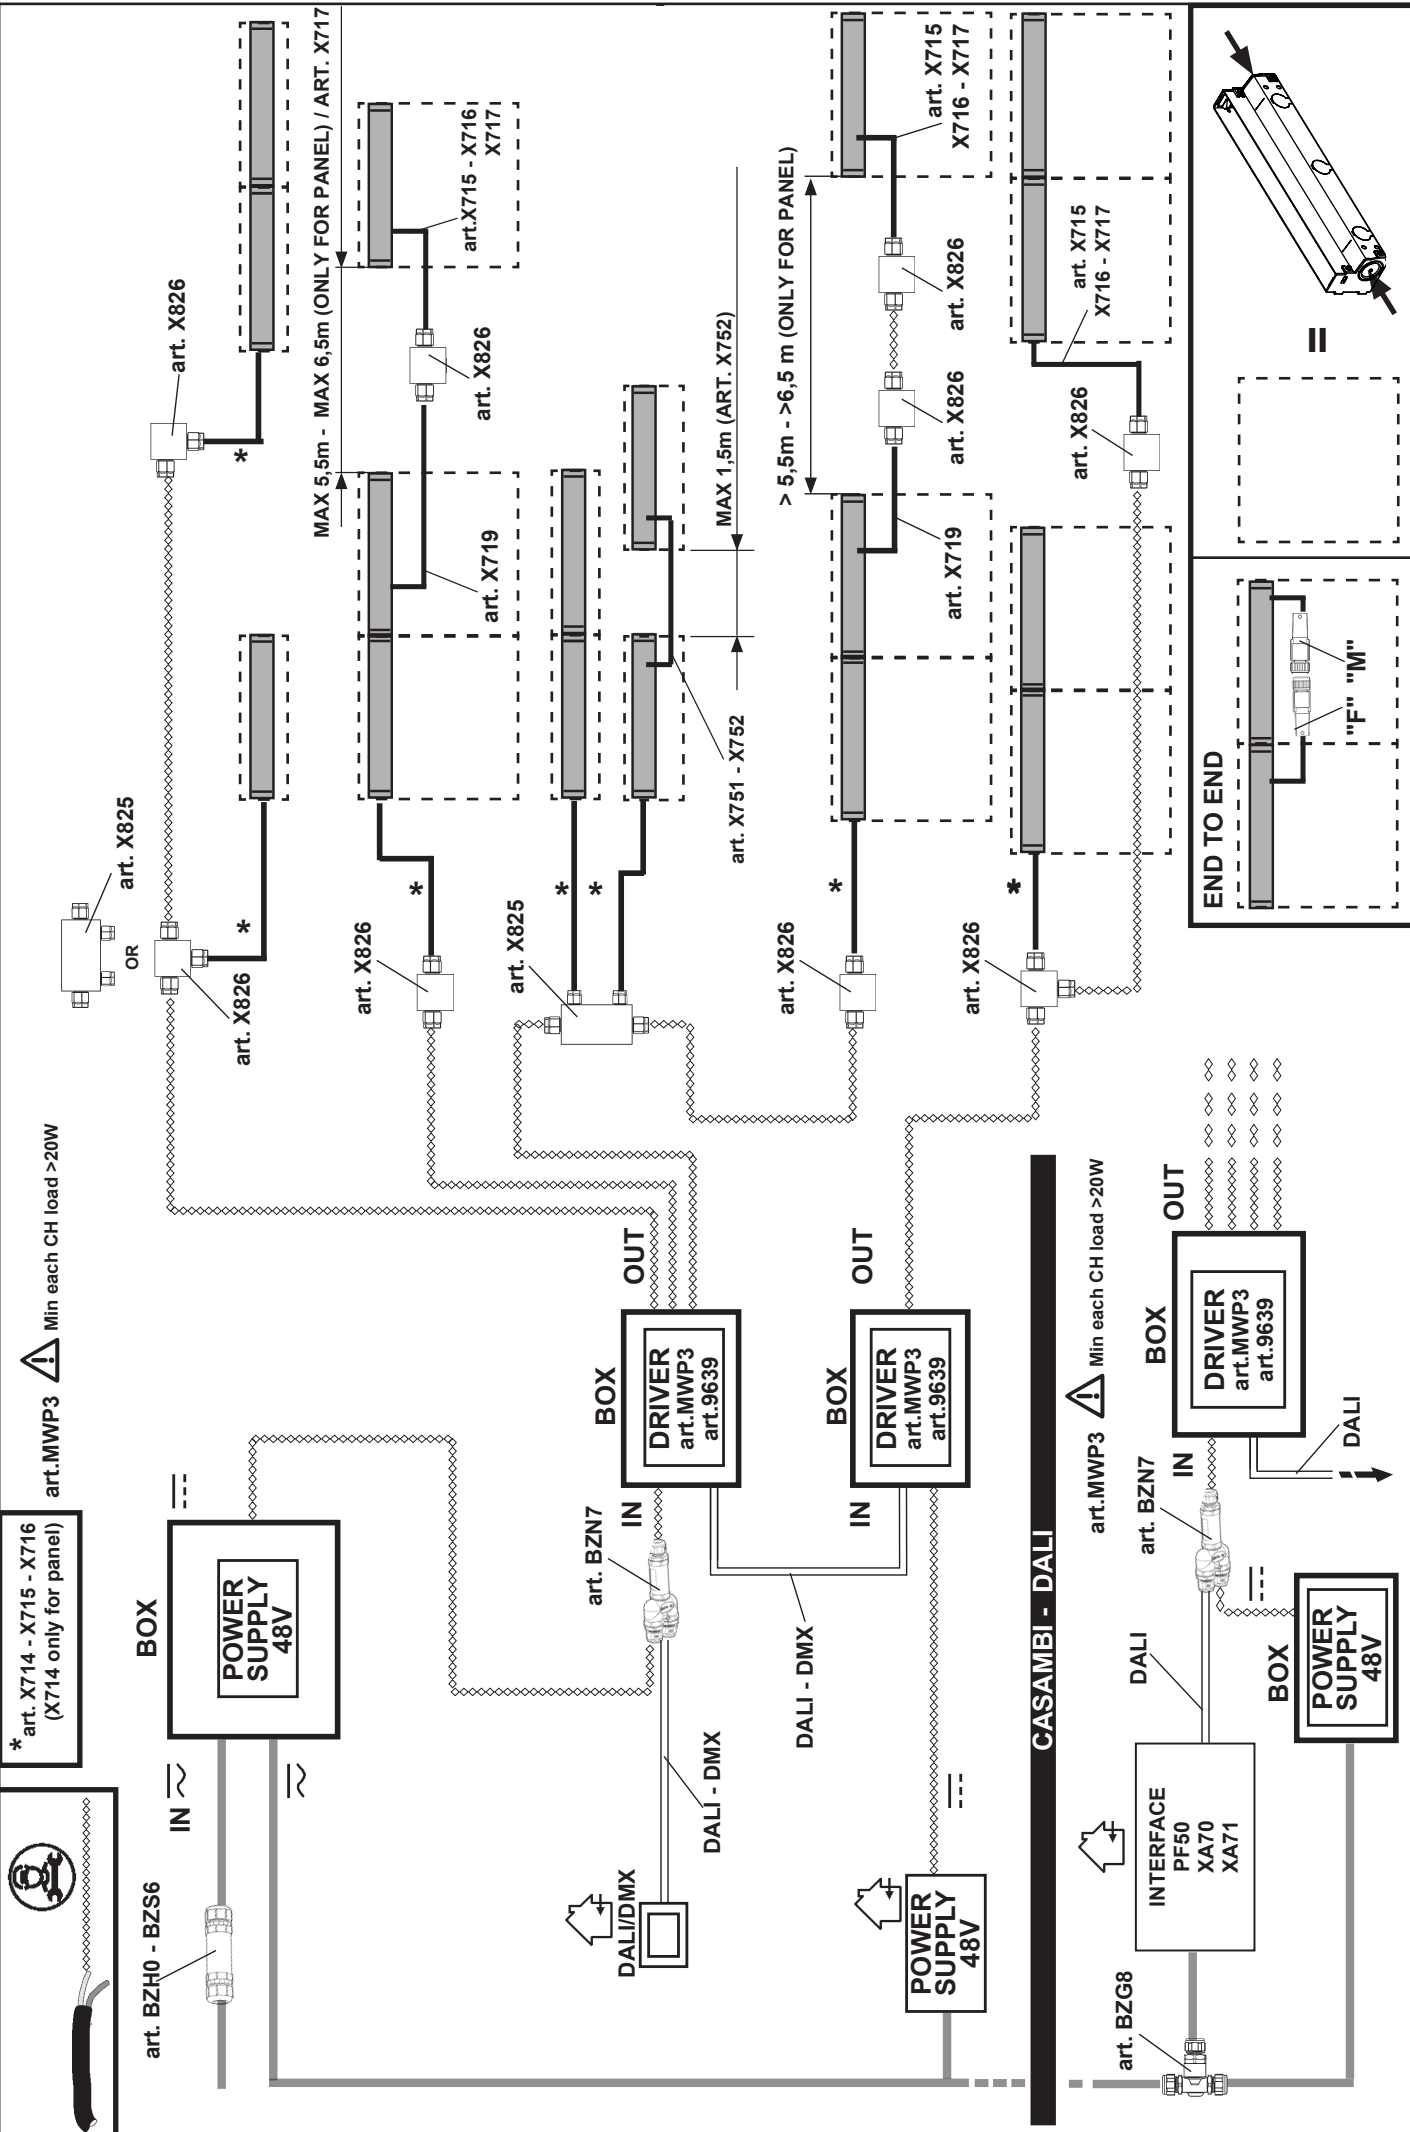 * art. X714 - X715 - X716
(X714 only for panel)
art.MWP3
Min each CH load >20W
art. BZH0 - BZS6
IN
BOX
POWER
SUPPLY
48V
art. X825
OR
art. X826
*
art. X826
*
MAX 5,5m - MAX 6,5m (ONLY FOR PANEL) / ART. X717
art. X826
*
art. X719
art. X826
art.X715 - X716
X717
art. X825
*
*
art. X751 - X752
MAX 1,5m (ART. X752)
> 5,5m - >6,5 m (ONLY FOR PANEL)
art. X826
*
art. X719
art. X826
art. X826
art. X715
X716 - X717
art. X826
*
art. X826
art. X715
X716 - X717
DALI/DMX
DALI - DMX
art. BZN7
IN
BOX
DRIVER
art.MWP3
art.9639
OUT
DALI - DMX
POWER
SUPPLY
48V
IN
BOX
DRIVER
art.MWP3
art.9639
OUT
CASAMBI - DALI
art.MWP3
Min each CH load >20W
art. BZG8
INTERFACE
PF50
XA70
XA71
DALI
BOX
POWER
SUPPLY
48V
art. BZN7
IN
BOX
DRIVER
art.MWP3
art.9639
OUT
DALI
END TO END
"F" "M"
=